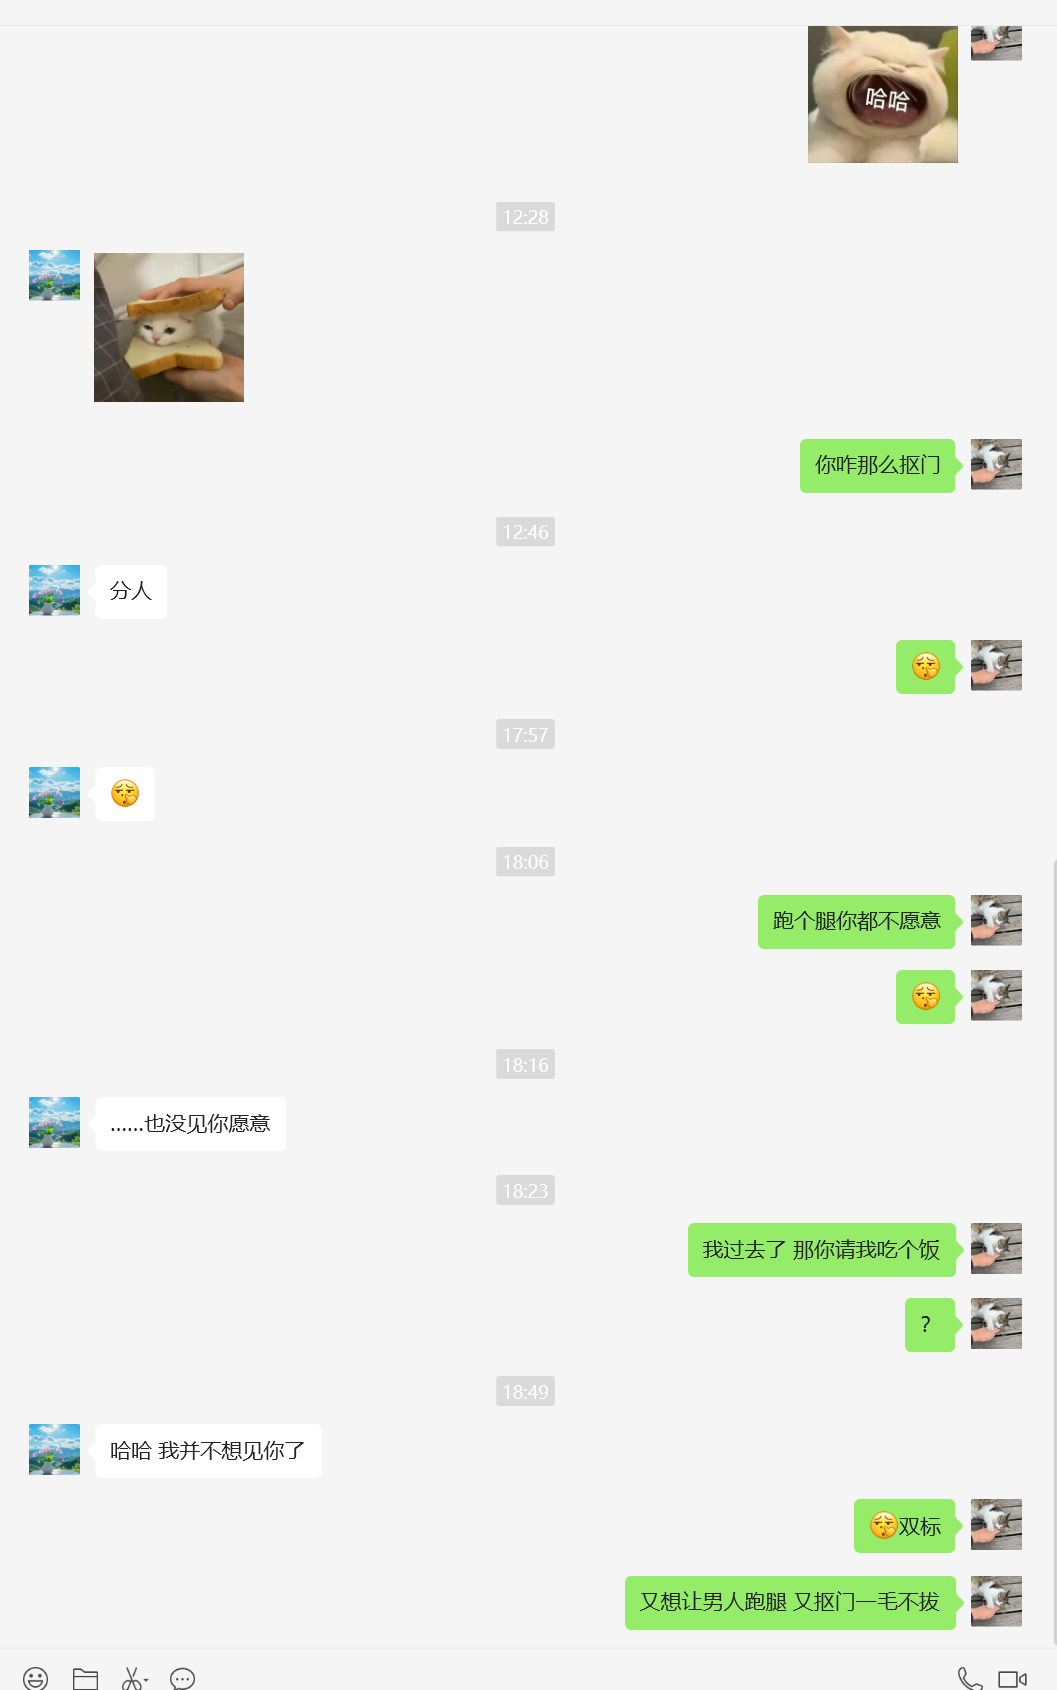 哈哈
12:28
你咋那么抠门
12:46
分人
17:57
18:06
跑个腿你都不愿意
18:16
……也没见你愿意
18:23
我过去了 那你请我吃个饭
？
18:49
哈哈 我并不想见你了
双标
又想让男人跑腿 又抠门一毛不拔